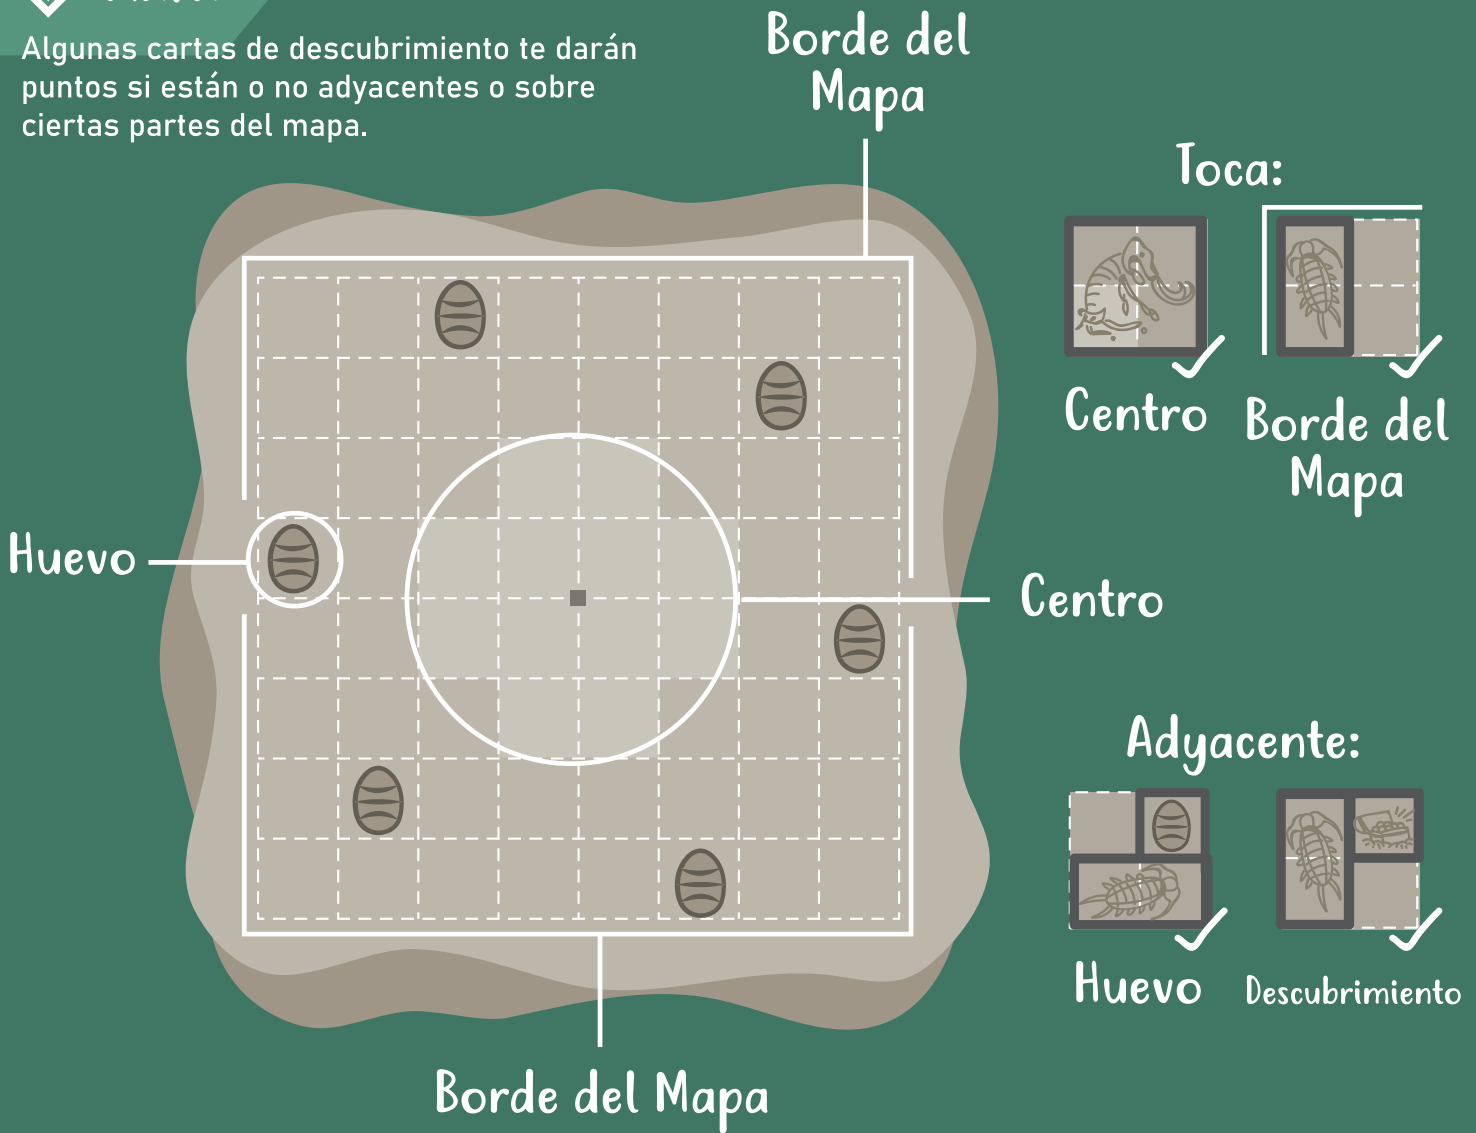 Algunas cartas de descubrimiento te darán
puntos si están o no adyacentes o sobre
ciertas partes del mapa.
Borde del
Mapa
Toca:
Centro
Borde del
Mapa
Huevo
Centro
Adyacente:
Huevo
Descubrimiento
Borde del Mapa